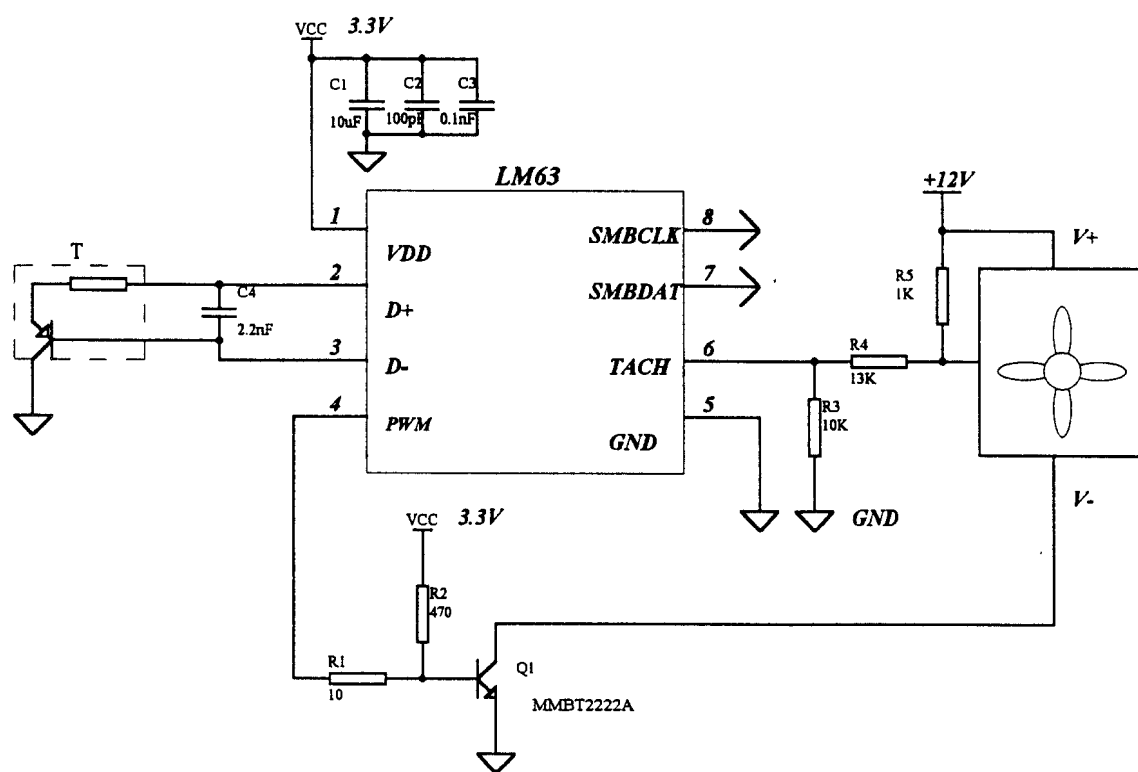 VCC 3.3V
C1 C2 C3
10uF 100pF 0.1nF
LM63
1 8
VDD SMBCLK
+12V
V+
T
2 7
D+ SMBDAT
C4
2.2nF
R5
1K
3 6
D- TACH
R4
13K
4 5
PWM GND
R3
10K
GND
V-
VCC 3.3V
R2
470
R1
10
Q1
MMBT2222A